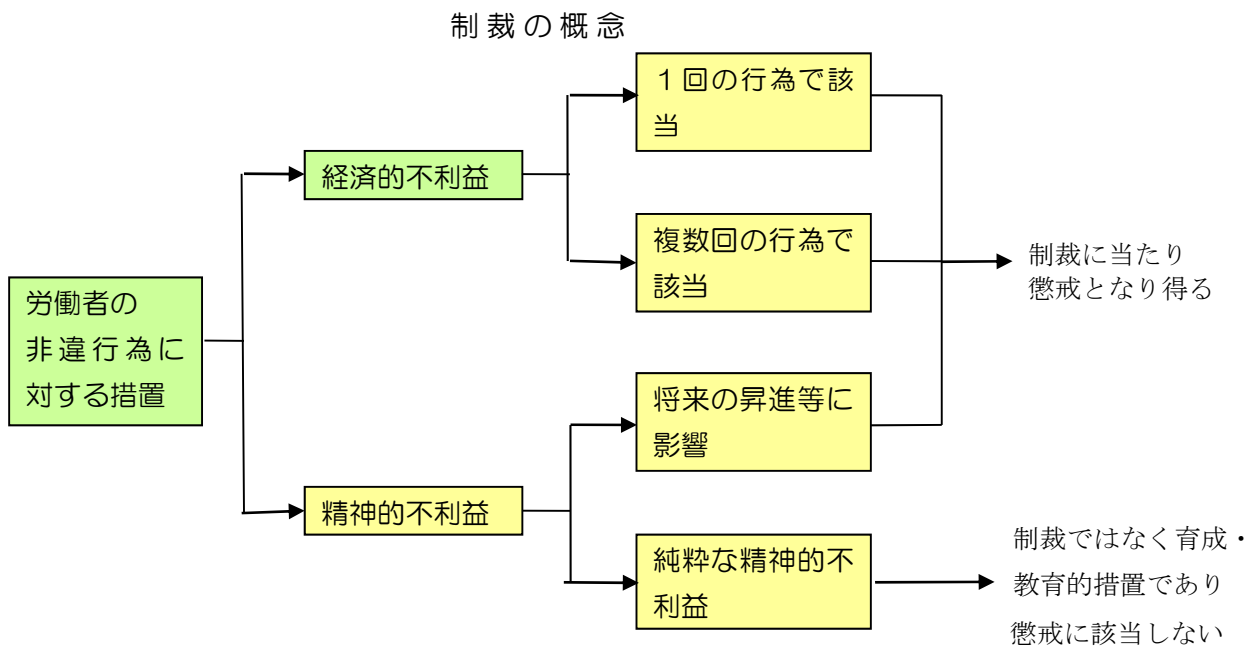 制裁の概念
1回の行為で該
当
経済的不利益
複数回の行為で
該当
制裁に当たり
懲戒となり得る
労働者の
非違行為に
対する措置
将来の昇進等に
影響
精神的不利益
純粋な精神的不
利益
制裁ではなく育成・
教育的措置であり
懲戒に該当しない